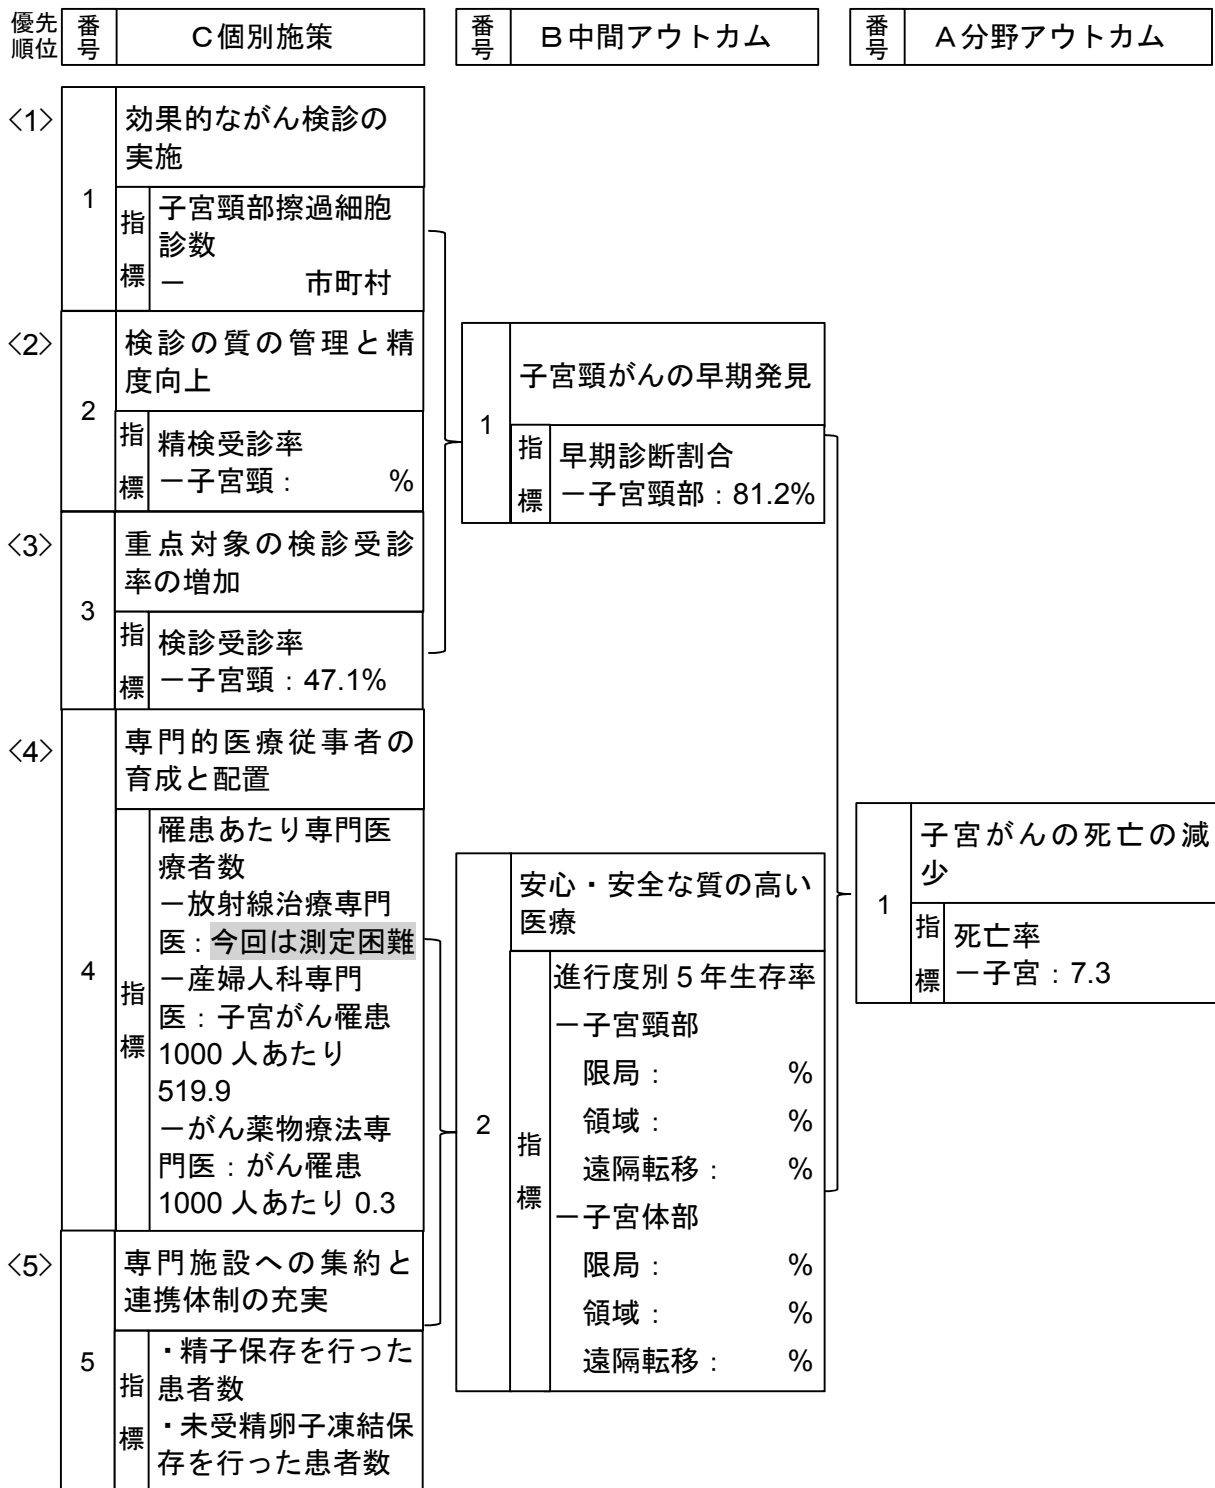 優先
順位
番
号
C個別施策
番
号
B中間アウトカム
番
号
A分野アウトカム
〈1〉
1
効果的ながん検診の
実施
指
標
子宮頸部擦過細胞
診数
ー 市町村
〈2〉
2
検診の質の管理と精
度向上
指
標
精検受診率
ー子宮頸： %
〈3〉
3
重点対象の検診受診
率の増加
指
標
検診受診率
ー子宮頸：47.1%
〈4〉
4
専門的医療従事者の
育成と配置
指
標
罹患あたり専門医
療者数
ー放射線治療専門
医：今回は測定困難
ー産婦人科専門
医：子宮がん罹患
1000 人あたり
519.9
ーがん薬物療法専
門医：がん罹患
1000 人あたり 0.3
〈5〉
5
専門施設への集約と
連携体制の充実
指
標
・精子保存を行った
患者数
・未受精卵子凍結保
存を行った患者数
1
子宮頸がんの早期発見
指
標
早期診断割合
ー子宮頸部：81.2%
2
安心・安全な質の高い
医療
指
標
進行度別５年生存率
ー子宮頸部
限局： %
領域： %
遠隔転移： %
ー子宮体部
限局： %
領域： %
遠隔転移： %
1
子宮がんの死亡の減
少
指
標
死亡率
ー子宮：7.3